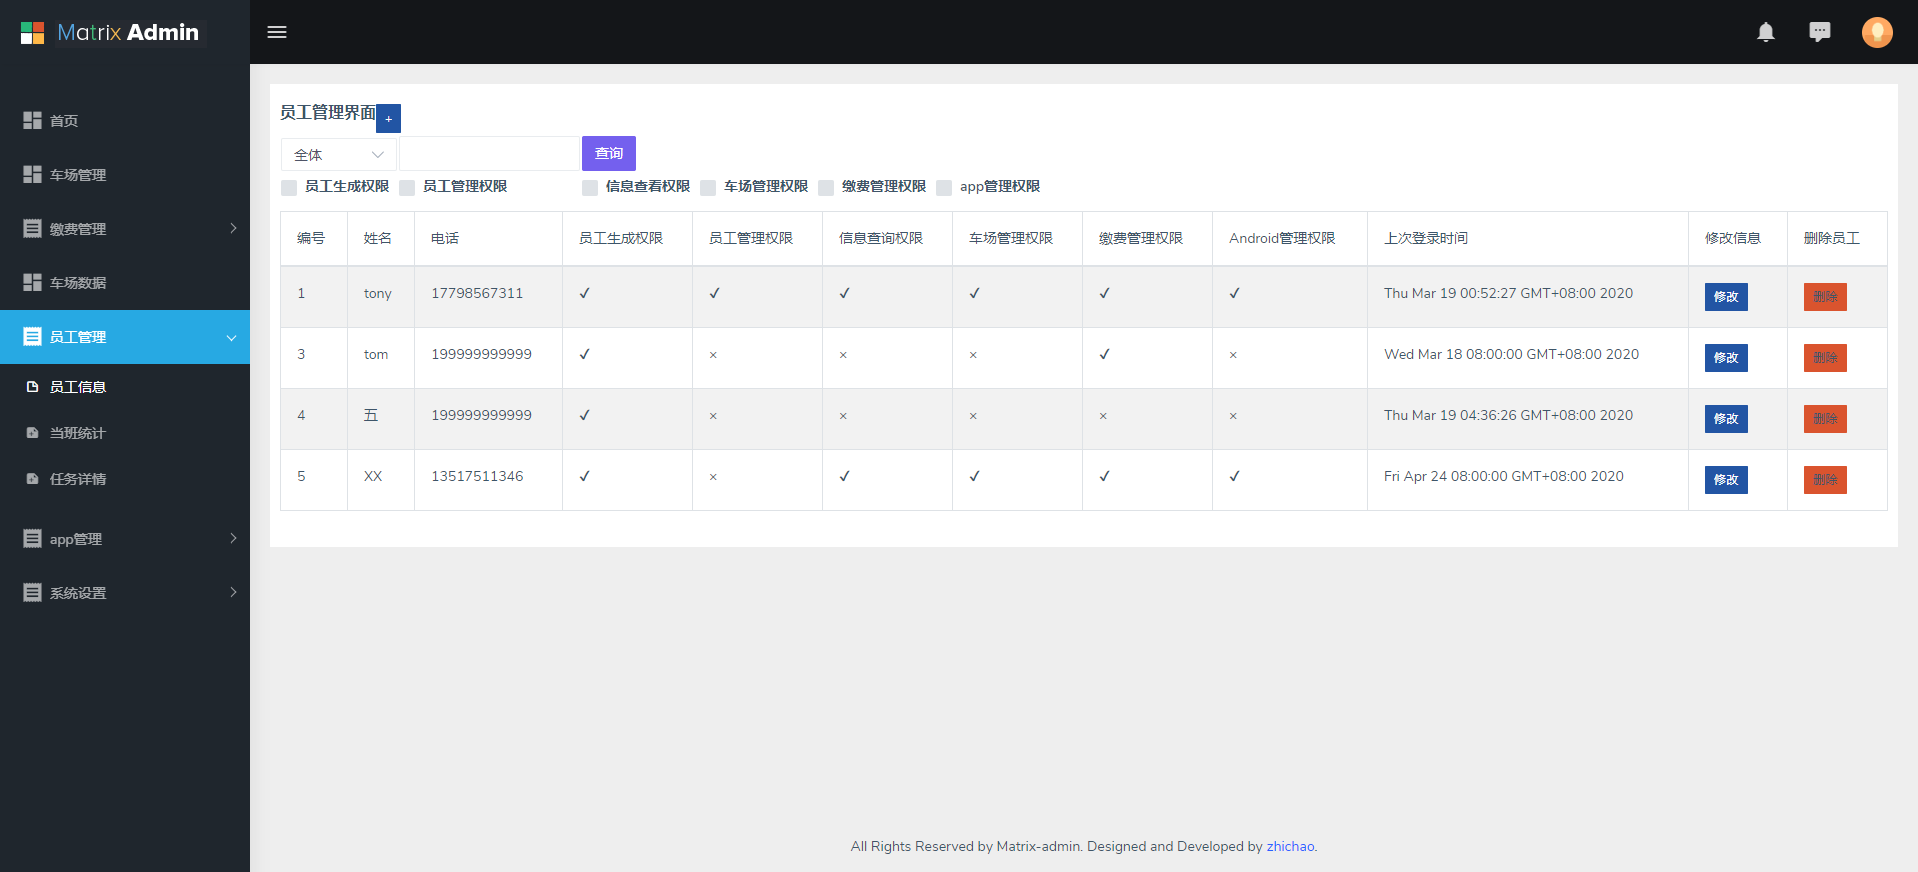 Matrix Admin
首页
车场管理
缴费管理
车场数据
员工管理
员工信息
当班统计
任务详情
app管理
系统设置
员工管理界面 +
全体 查询
员工生成权限 员工管理权限 信息查看权限 车场管理权限 缴费管理权限 app管理权限
编号 姓名 电话 员工生成权限 员工管理权限 信息查询权限 车场管理权限 缴费管理权限 Android管理权限 上次登录时间 修改信息 删除员工
1 tony 17798567311 ✓ ✓ ✓ ✓ ✓ ✓ Thu Mar 19 00:52:27 GMT+08:00 2020 修改 删除
3 tom 199999999999 ✓ × × × ✓ × Wed Mar 18 08:00:00 GMT+08:00 2020 修改 删除
4 五 199999999999 ✓ × × × × × Thu Mar 19 04:36:26 GMT+08:00 2020 修改 删除
5 XX 13517511346 ✓ × ✓ ✓ ✓ ✓ Fri Apr 24 08:00:00 GMT+08:00 2020 修改 删除
All Rights Reserved by Matrix-admin. Designed and Developed by zhichao.